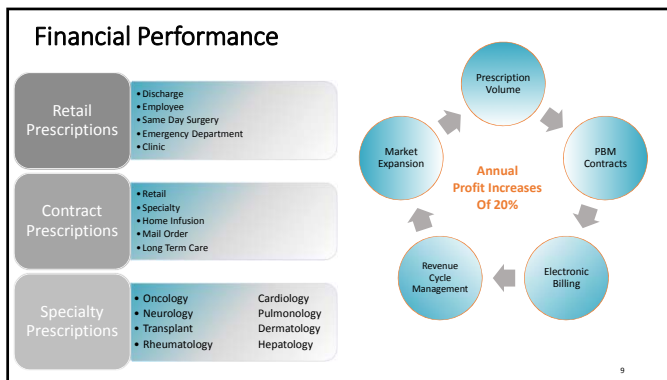 Financial Performance
Retail
Prescriptions
• Discharge
• Employee
• Same Day Surgery
• Emergency Department
• Clinic
Contract
Prescriptions
• Retail
• Specialty
• Home Infusion
• Mail Order
• Long Term Care
Specialty
Prescriptions
• Oncology Cardiology
• Neurology Pulmonology
• Transplant Dermatology
• Rheumatology Hepatology
Prescription
Volume
PBM
Contracts
Electronic
Billing
Revenue
Cycle
Management
Market
Expansion
Annual
Profit Increases
Of 20%
9